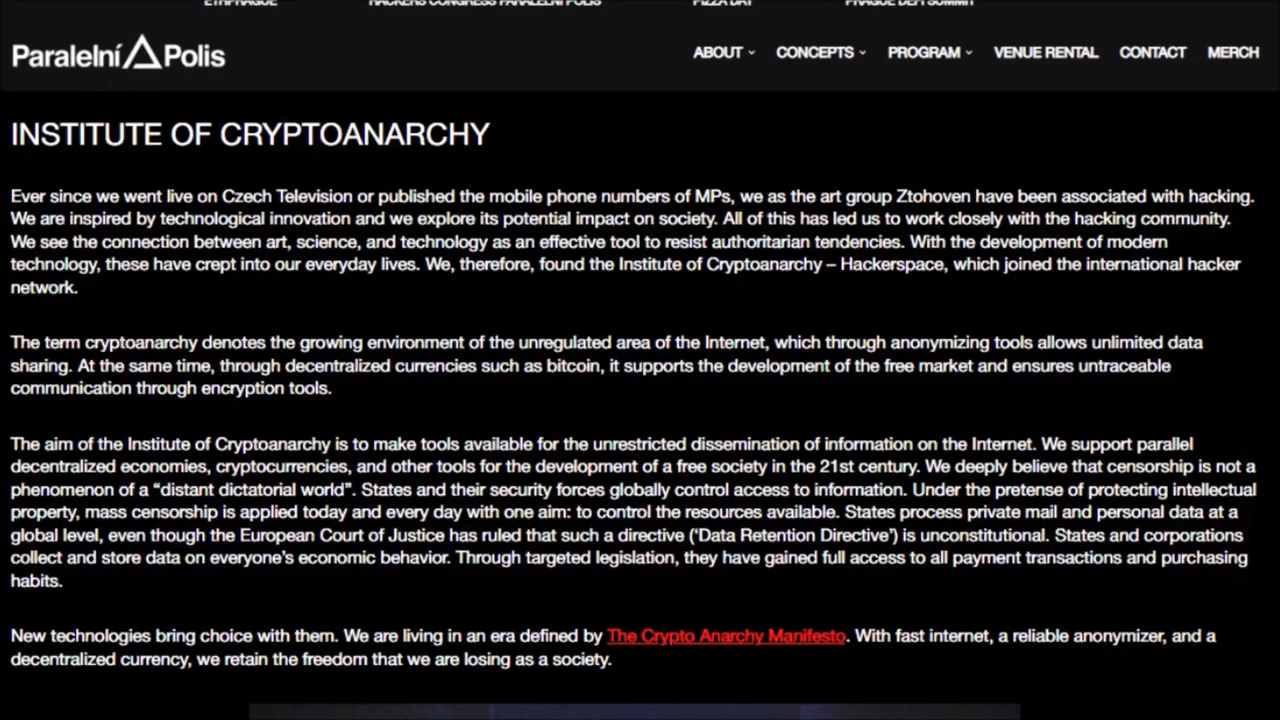 ETHPRAGUE HACKERS CONGRESS PARALELNÍ POLIS PIZZA DAY PRAGUE DEFI SUMMIT
Paralelní Polis ABOUT CONCEPTS PROGRAM VENUE RENTAL CONTACT MERCH
INSTITUTE OF CRYPTOANARCHY
Ever since we went live on Czech Television or published the mobile phone numbers of MPs, we as the art group Ztohoven have been associated with hacking.
We are inspired by technological innovation and we explore its potential impact on society. All of this has led us to work closely with the hacking community.
We see the connection between art, science, and technology as an effective tool to resist authoritarian tendencies. With the development of modern
technology, these have crept into our everyday lives. We, therefore, found the Institute of Cryptoanarchy – Hackerspace, which joined the international hacker
network.
The term cryptoanarchy denotes the growing environment of the unregulated area of the Internet, which through anonymizing tools allows unlimited data
sharing. At the same time, through decentralized currencies such as bitcoin, it supports the development of the free market and ensures untraceable
communication through encryption tools.
The aim of the Institute of Cryptoanarchy is to make tools available for the unrestricted dissemination of information on the Internet. We support parallel
decentralized economies, cryptocurrencies, and other tools for the development of a free society in the 21st century. We deeply believe that censorship is not a
phenomenon of a “distant dictatorial world”. States and their security forces globally control access to information. Under the pretense of protecting intellectual
property, mass censorship is applied today and every day with one aim: to control the resources available. States process private mail and personal data at a
global level, even though the European Court of Justice has ruled that such a directive (‘Data Retention Directive’) is unconstitutional. States and corporations
collect and store data on everyone’s economic behavior. Through targeted legislation, they have gained full access to all payment transactions and purchasing
habits.
New technologies bring choice with them. We are living in an era defined by The Crypto Anarchy Manifesto. With fast internet, a reliable anonymizer, and a
decentralized currency, we retain the freedom that we are losing as a society.